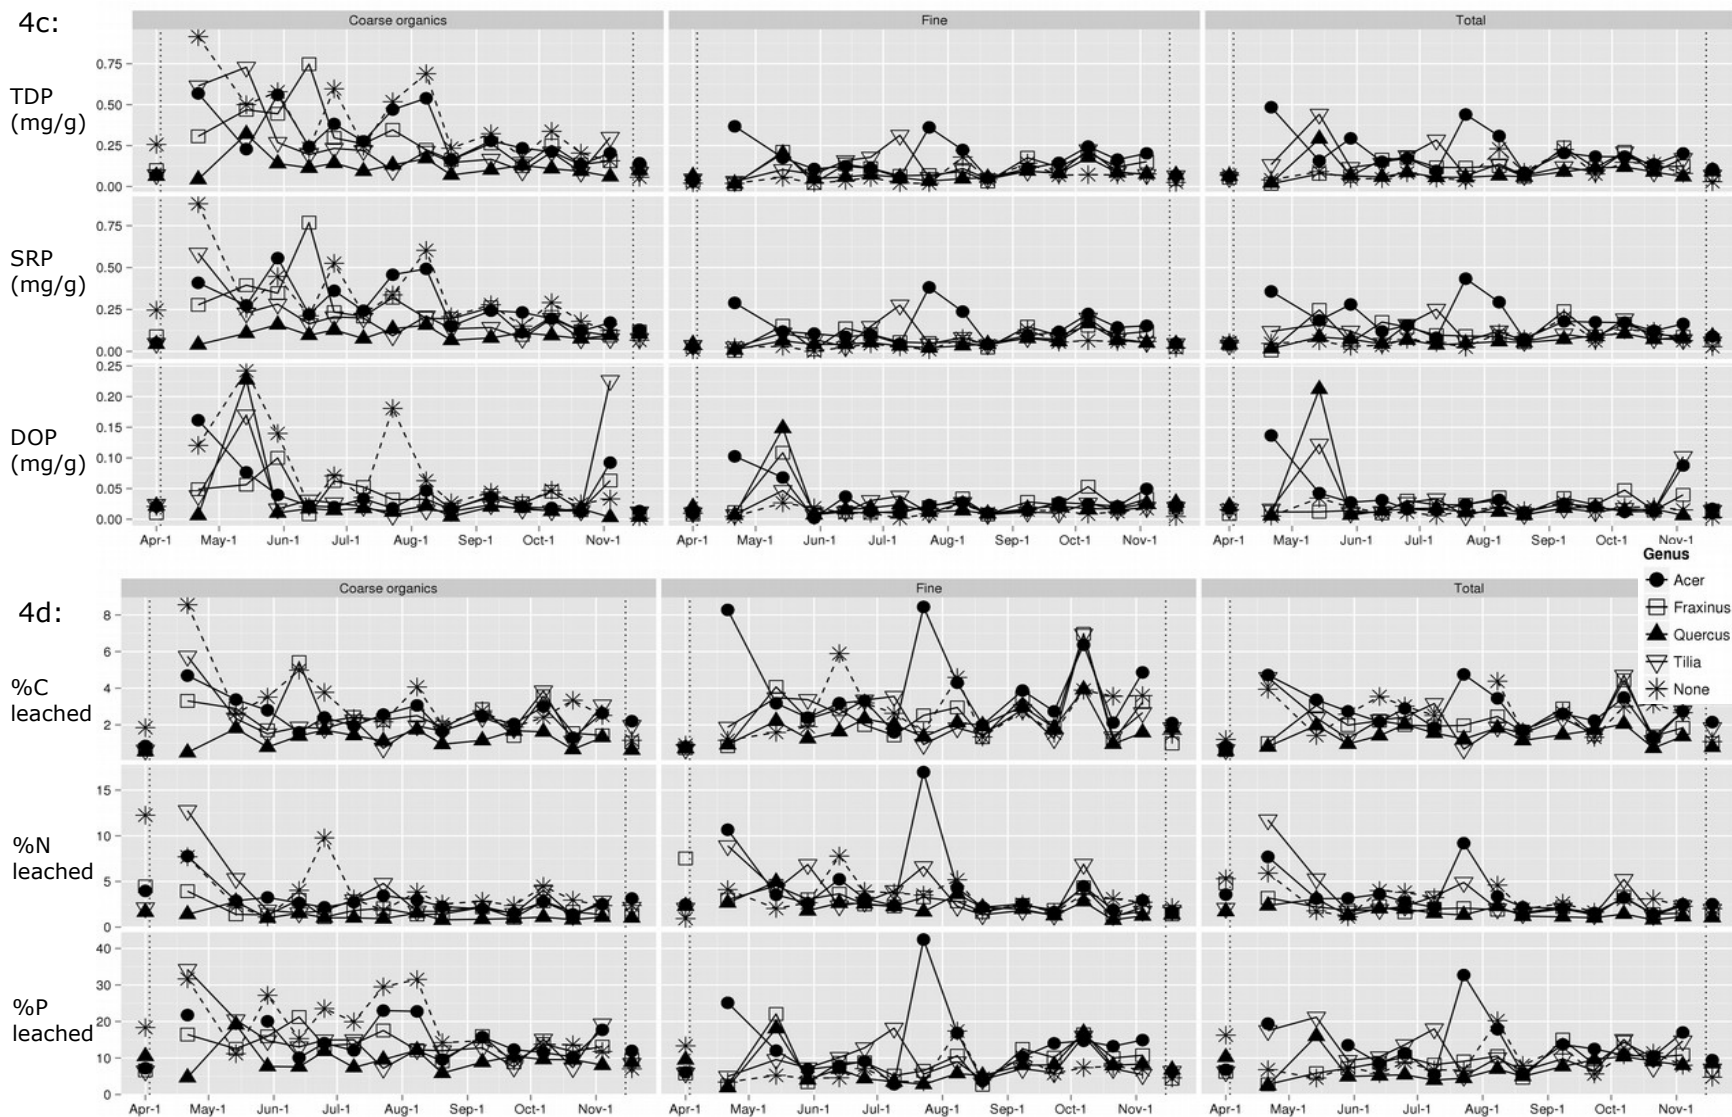 4c:
Coarse organics Fine Total
TDP
(mg/g)
0.75
0.50
0.25
0.00
SRP
(mg/g)
0.75
0.50
0.25
0.00
DOP
(mg/g)
0.25
0.20
0.15
0.10
0.05
0.00
Apr-1 May-1 Jun-1 Jul-1 Aug-1 Sep-1 Oct-1 Nov-1 Apr-1 May-1 Jun-1 Jul-1 Aug-1 Sep-1 Oct-1 Nov-1 Apr-1 May-1 Jun-1 Jul-1 Aug-1 Sep-1 Oct-1 Nov-1
Genus
Acer
Fraxinus
Quercus
Tilia
None
4d:
Coarse organics Fine Total
%C
leached
8
6
4
2
%N
leached
15
10
5
0
%P
leached
40
30
20
10
0
Apr-1 May-1 Jun-1 Jul-1 Aug-1 Sep-1 Oct-1 Nov-1 Apr-1 May-1 Jun-1 Jul-1 Aug-1 Sep-1 Oct-1 Nov-1 Apr-1 May-1 Jun-1 Jul-1 Aug-1 Sep-1 Oct-1 Nov-1